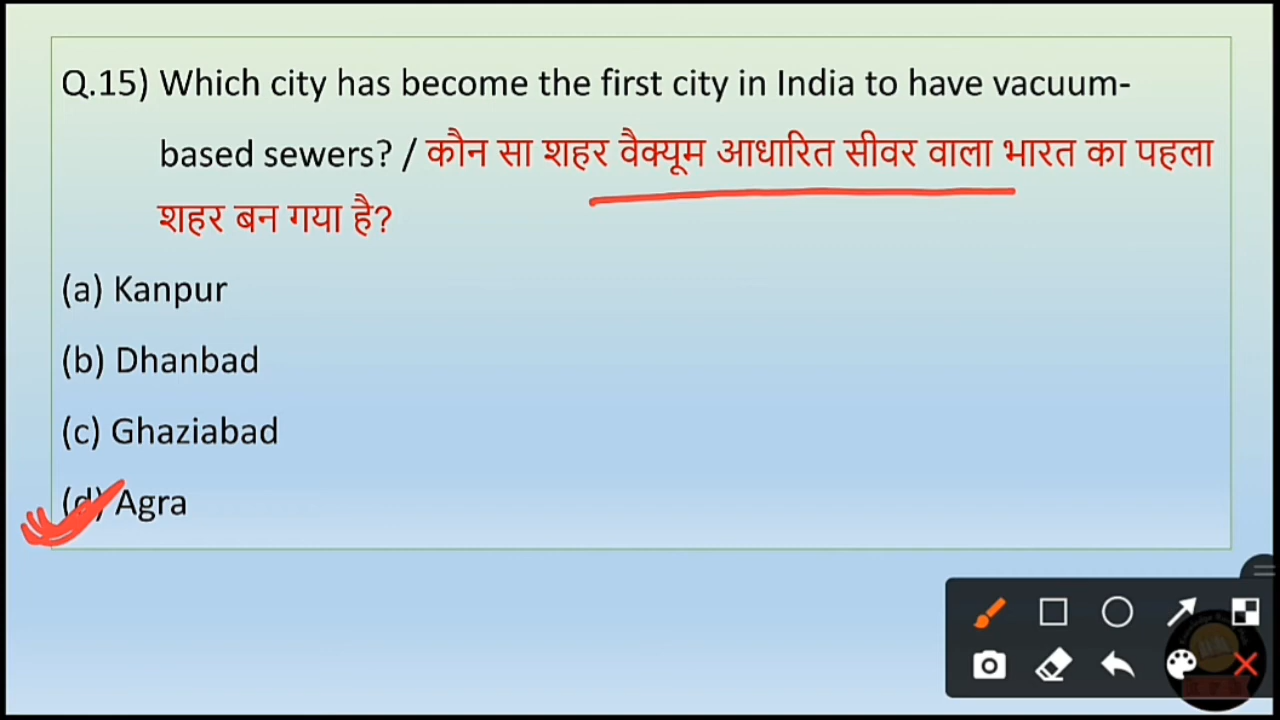 Q.15) Which city has become the first city in India to have vacuum-
based sewers? / कौन सा शहर वैक्यूम आधारित सीवर वाला भारत का पहला
शहर बन गया है?
(a) Kanpur
(b) Dhanbad
(c) Ghaziabad
(d) Agra